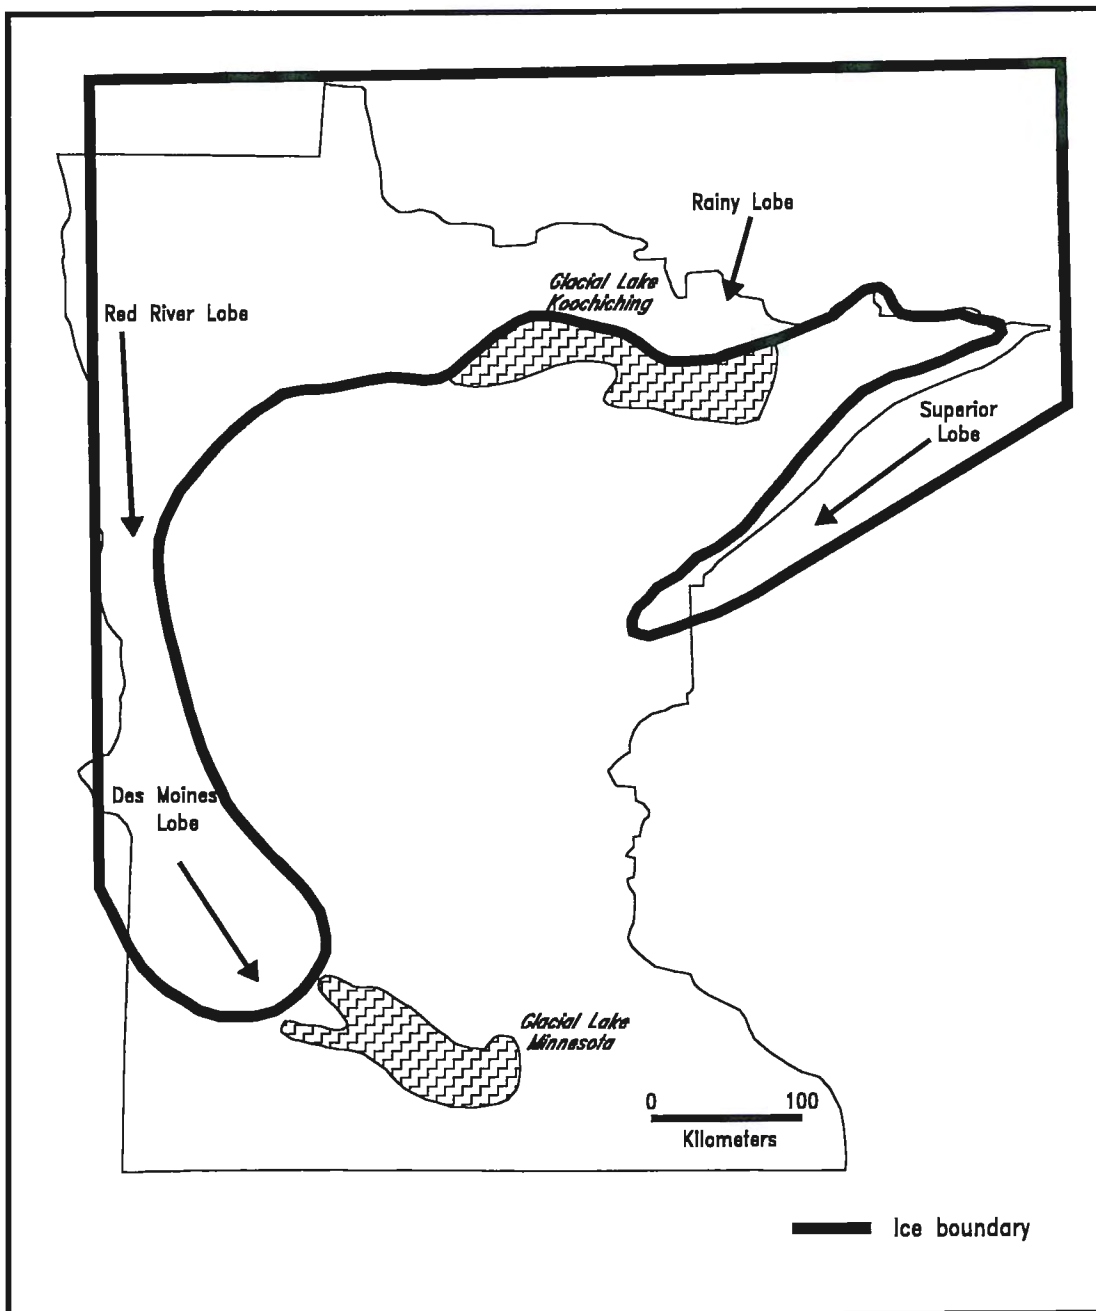 Rainy Lobe
Glacial Lake
Koochiching
Red River Lobe
Superior
Lobe
Des Moines
Lobe
Glacial Lake
Minnesota
0 100
Kilometers
Ice boundary